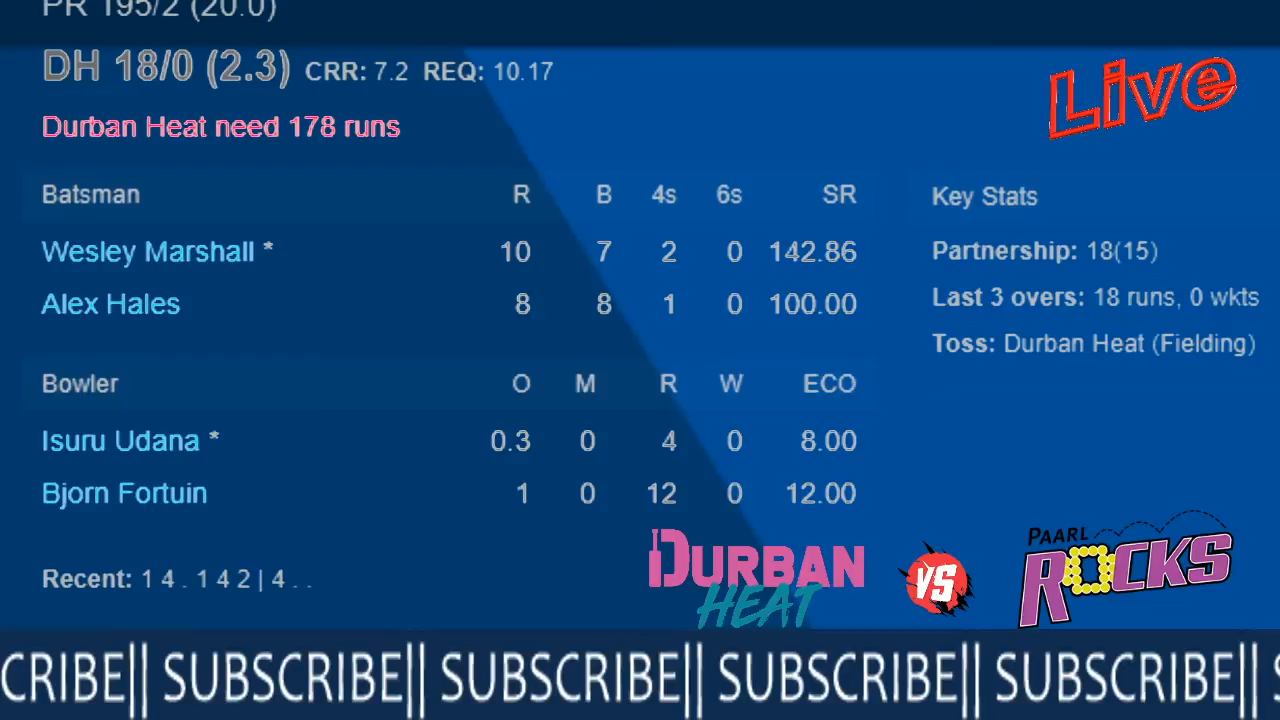 PR 195/2 (20.0)
DH 18/0 (2.3) CRR: 7.2 REQ: 10.17
Live
Durban Heat need 178 runs
Batsman R B 4s 6s SR
Wesley Marshall * 10 7 2 0 142.86
Alex Hales 8 8 1 0 100.00
Key Stats
Partnership: 18(15)
Last 3 overs: 18 runs, 0 wkts
Toss: Durban Heat (Fielding)
Bowler O M R W ECO
Isuru Udana * 0.3 0 4 0 8.00
Bjorn Fortuin 1 0 12 0 12.00
Recent: 1 4 . 1 4 2 | 4 . .
DURBAN
HEAT
VS
PAARL
ROCKS
CRIBE|| SUBSCRIBE|| SUBSCRIBE|| SUBSCRIBE|| SUBSCRIBE||